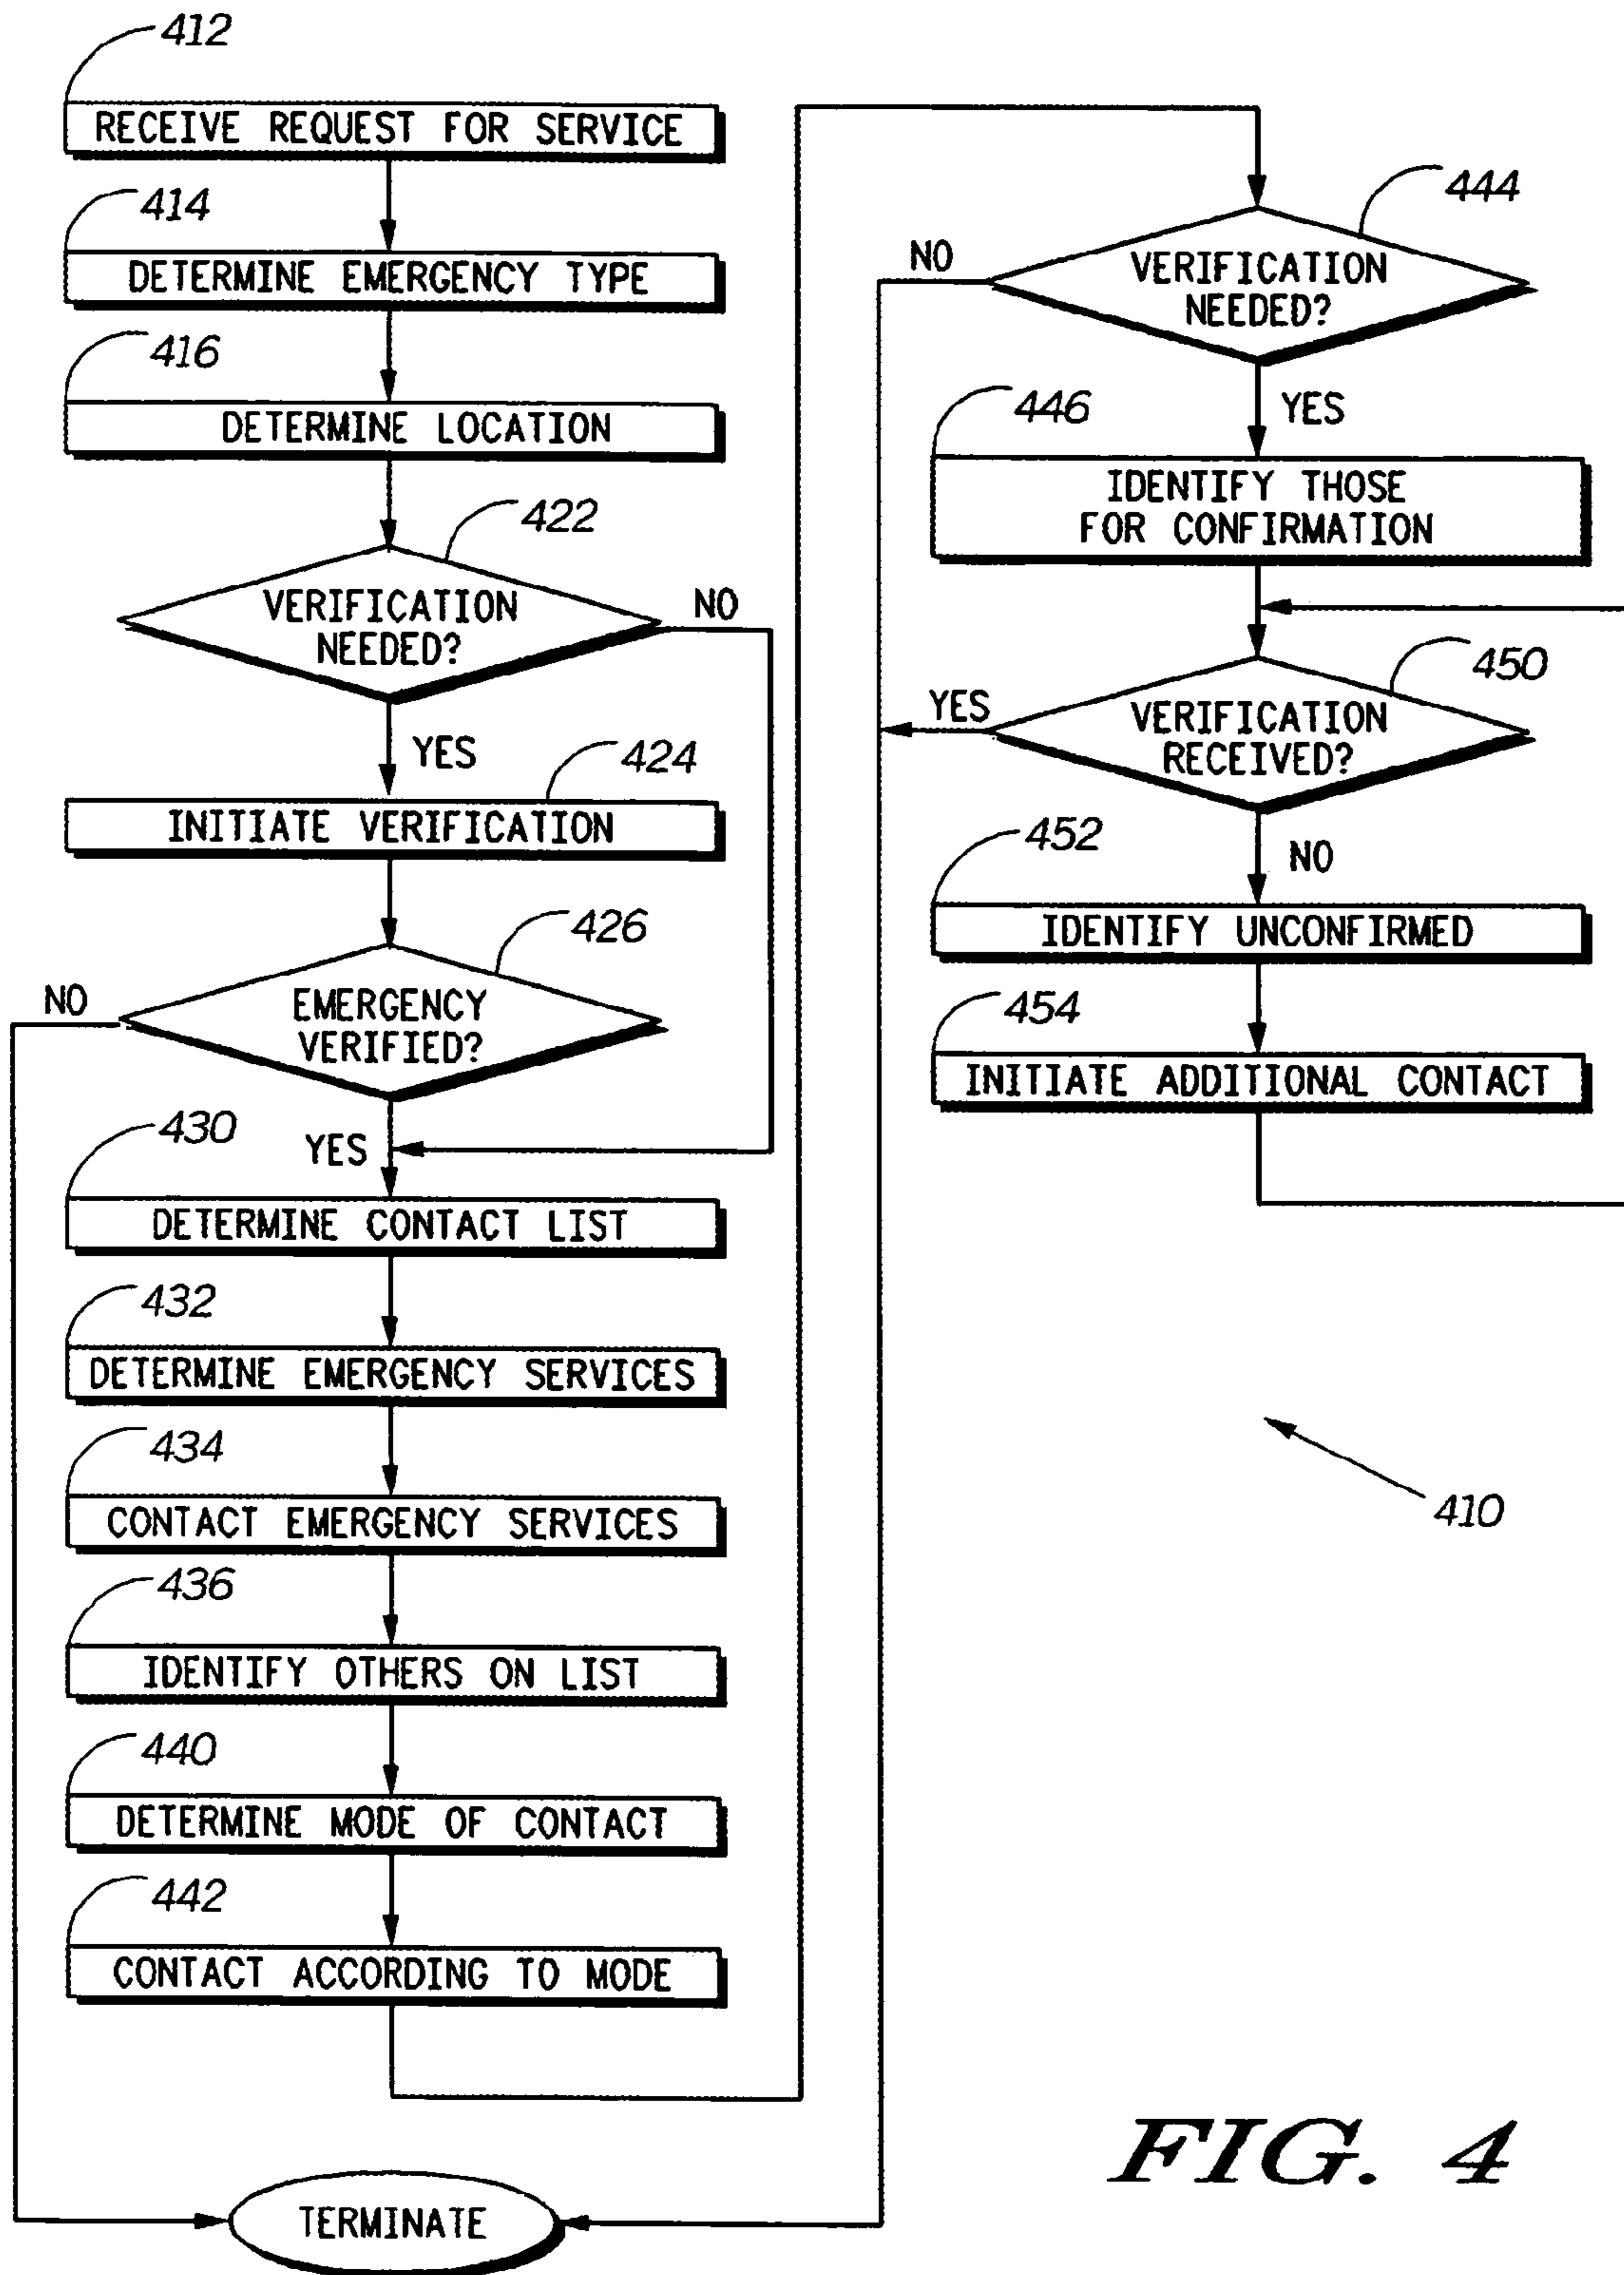 412
RECEIVE REQUEST FOR SERVICE
414
DETERMINE EMERGENCY TYPE
416
DETERMINE LOCATION
422
VERIFICATION
NEEDED?
NO
YES
424
INITIATE VERIFICATION
426
EMERGENCY
VERIFIED?
NO
YES
430
DETERMINE CONTACT LIST
432
DETERMINE EMERGENCY SERVICES
434
CONTACT EMERGENCY SERVICES
436
IDENTIFY OTHERS ON LIST
440
DETERMINE MODE OF CONTACT
442
CONTACT ACCORDING TO MODE
TERMINATE
444
VERIFICATION
NEEDED?
NO
YES
446
IDENTIFY THOSE
FOR CONFIRMATION
450
VERIFICATION
RECEIVED?
YES
NO
452
IDENTIFY UNCONFIRMED
454
INITIATE ADDITIONAL CONTACT
410
FIG. 4